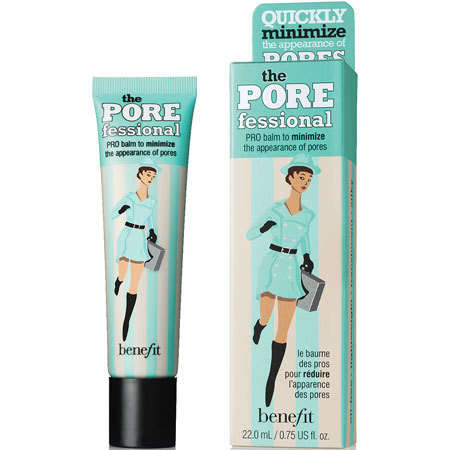 the
PORE
fessional
PRO balm to minimize
the appearance of pores
benefit
QUICKLY
minimize
the appearance of
PORES
the
PORE
fessional
PRO balm to minimize
the appearance of pores
le baume
des pros
pour réduire
l'apparence
des pores
benefit
22.0 mL / 0.75 US fl. oz.